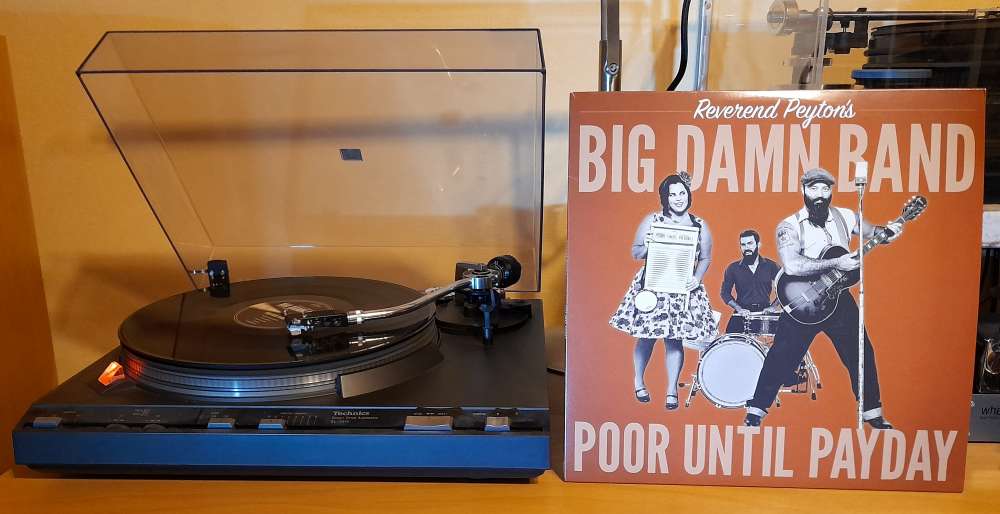 Reverend Peyton's
BIG DAMN BAND
POOR UNTIL PAYDAY
Technics